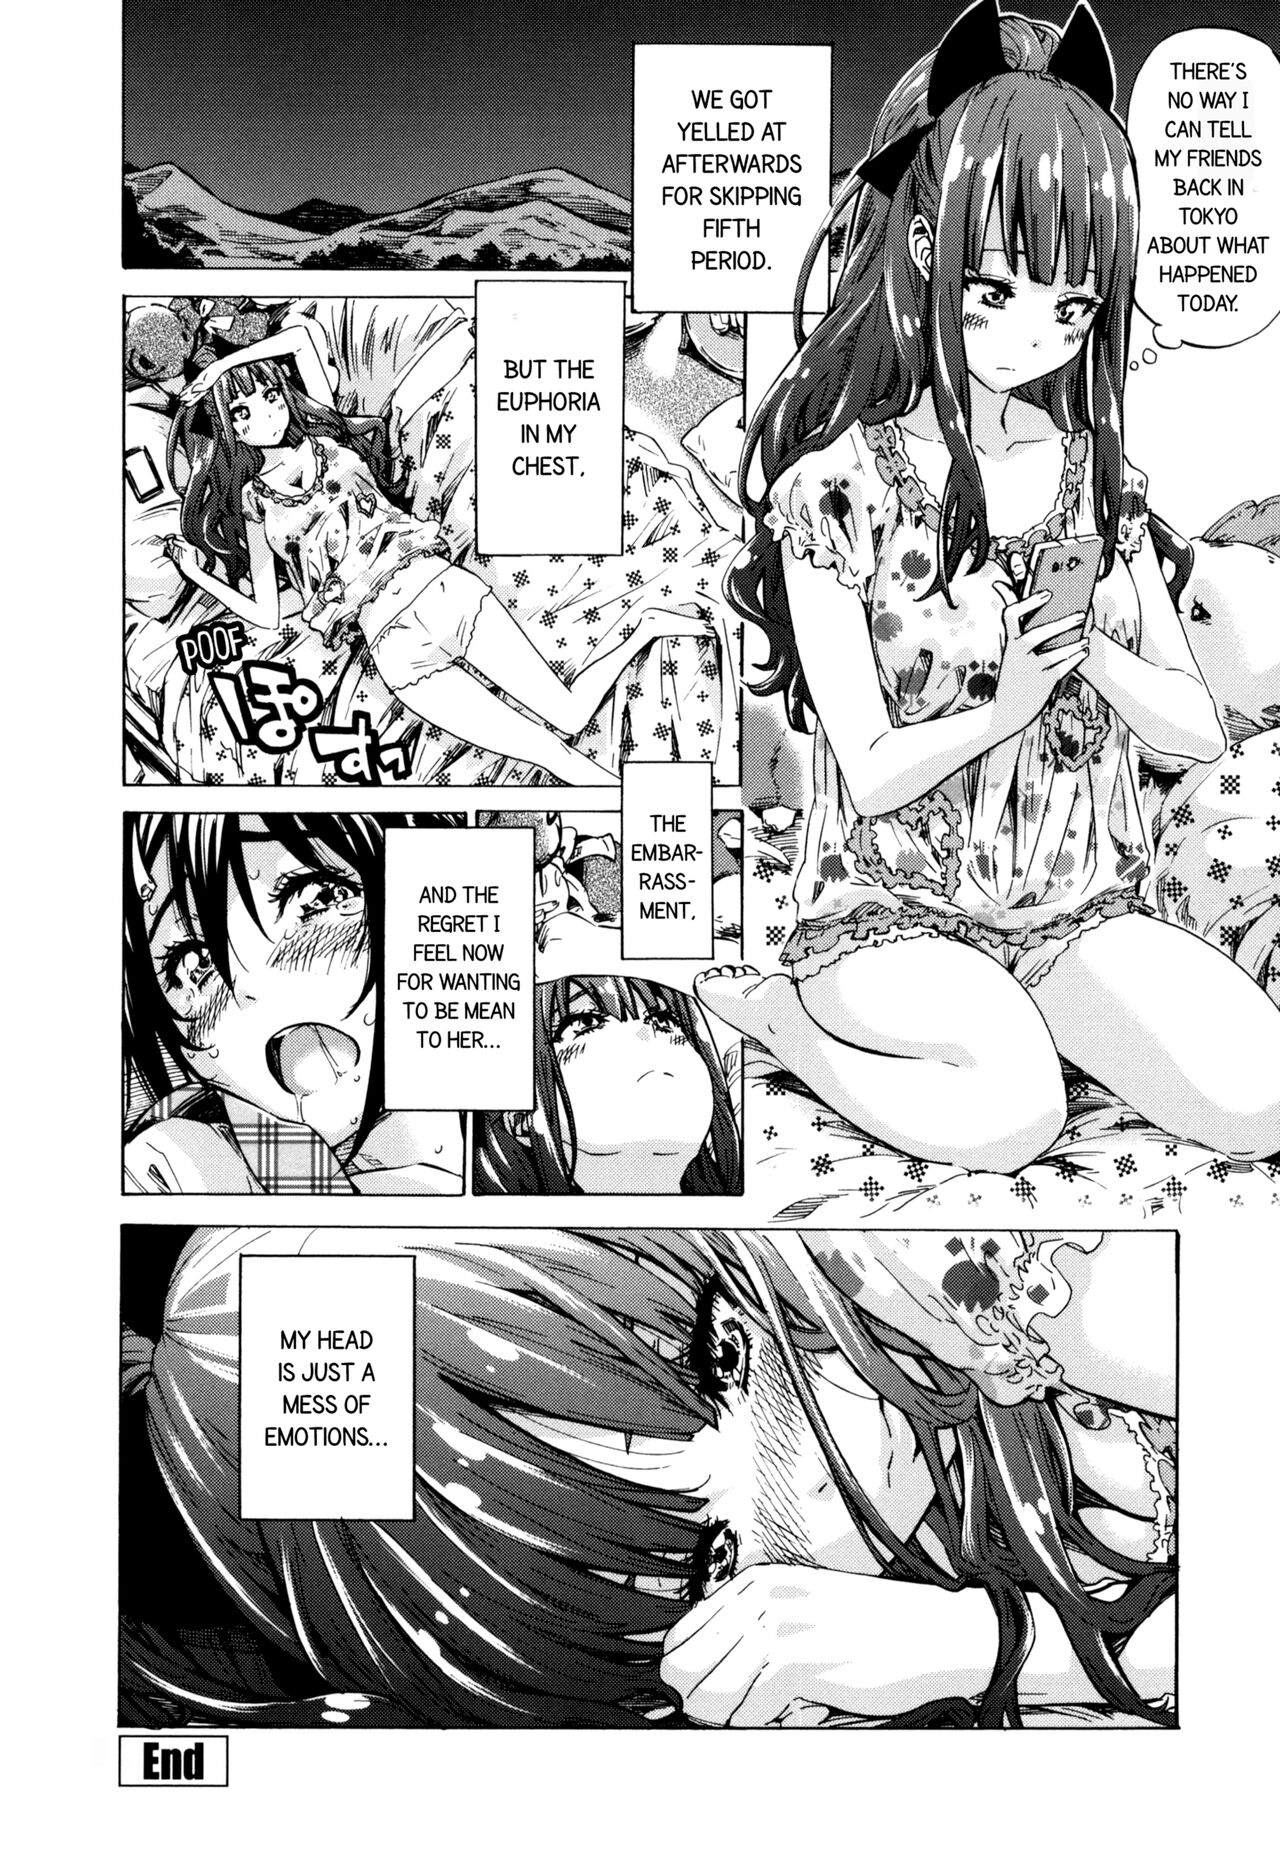 THERE'S
NO WAY I
CAN TELL
MY FRIENDS
BACK IN
TOKYO
ABOUT WHAT
HAPPENED
TODAY.
WE GOT
YELLED AT
AFTERWARDS
FOR SKIPPING
FIFTH
PERIOD.
BUT THE
EUPHORIA
IN MY
CHEST,
POOF
ぽすっ
THE
EMBAR-
RASS-
MENT,
AND THE
REGRET I
FEEL NOW
FOR WANTING
TO BE MEAN
TO HER...
MY HEAD
IS JUST A
MESS OF
EMOTIONS...
End